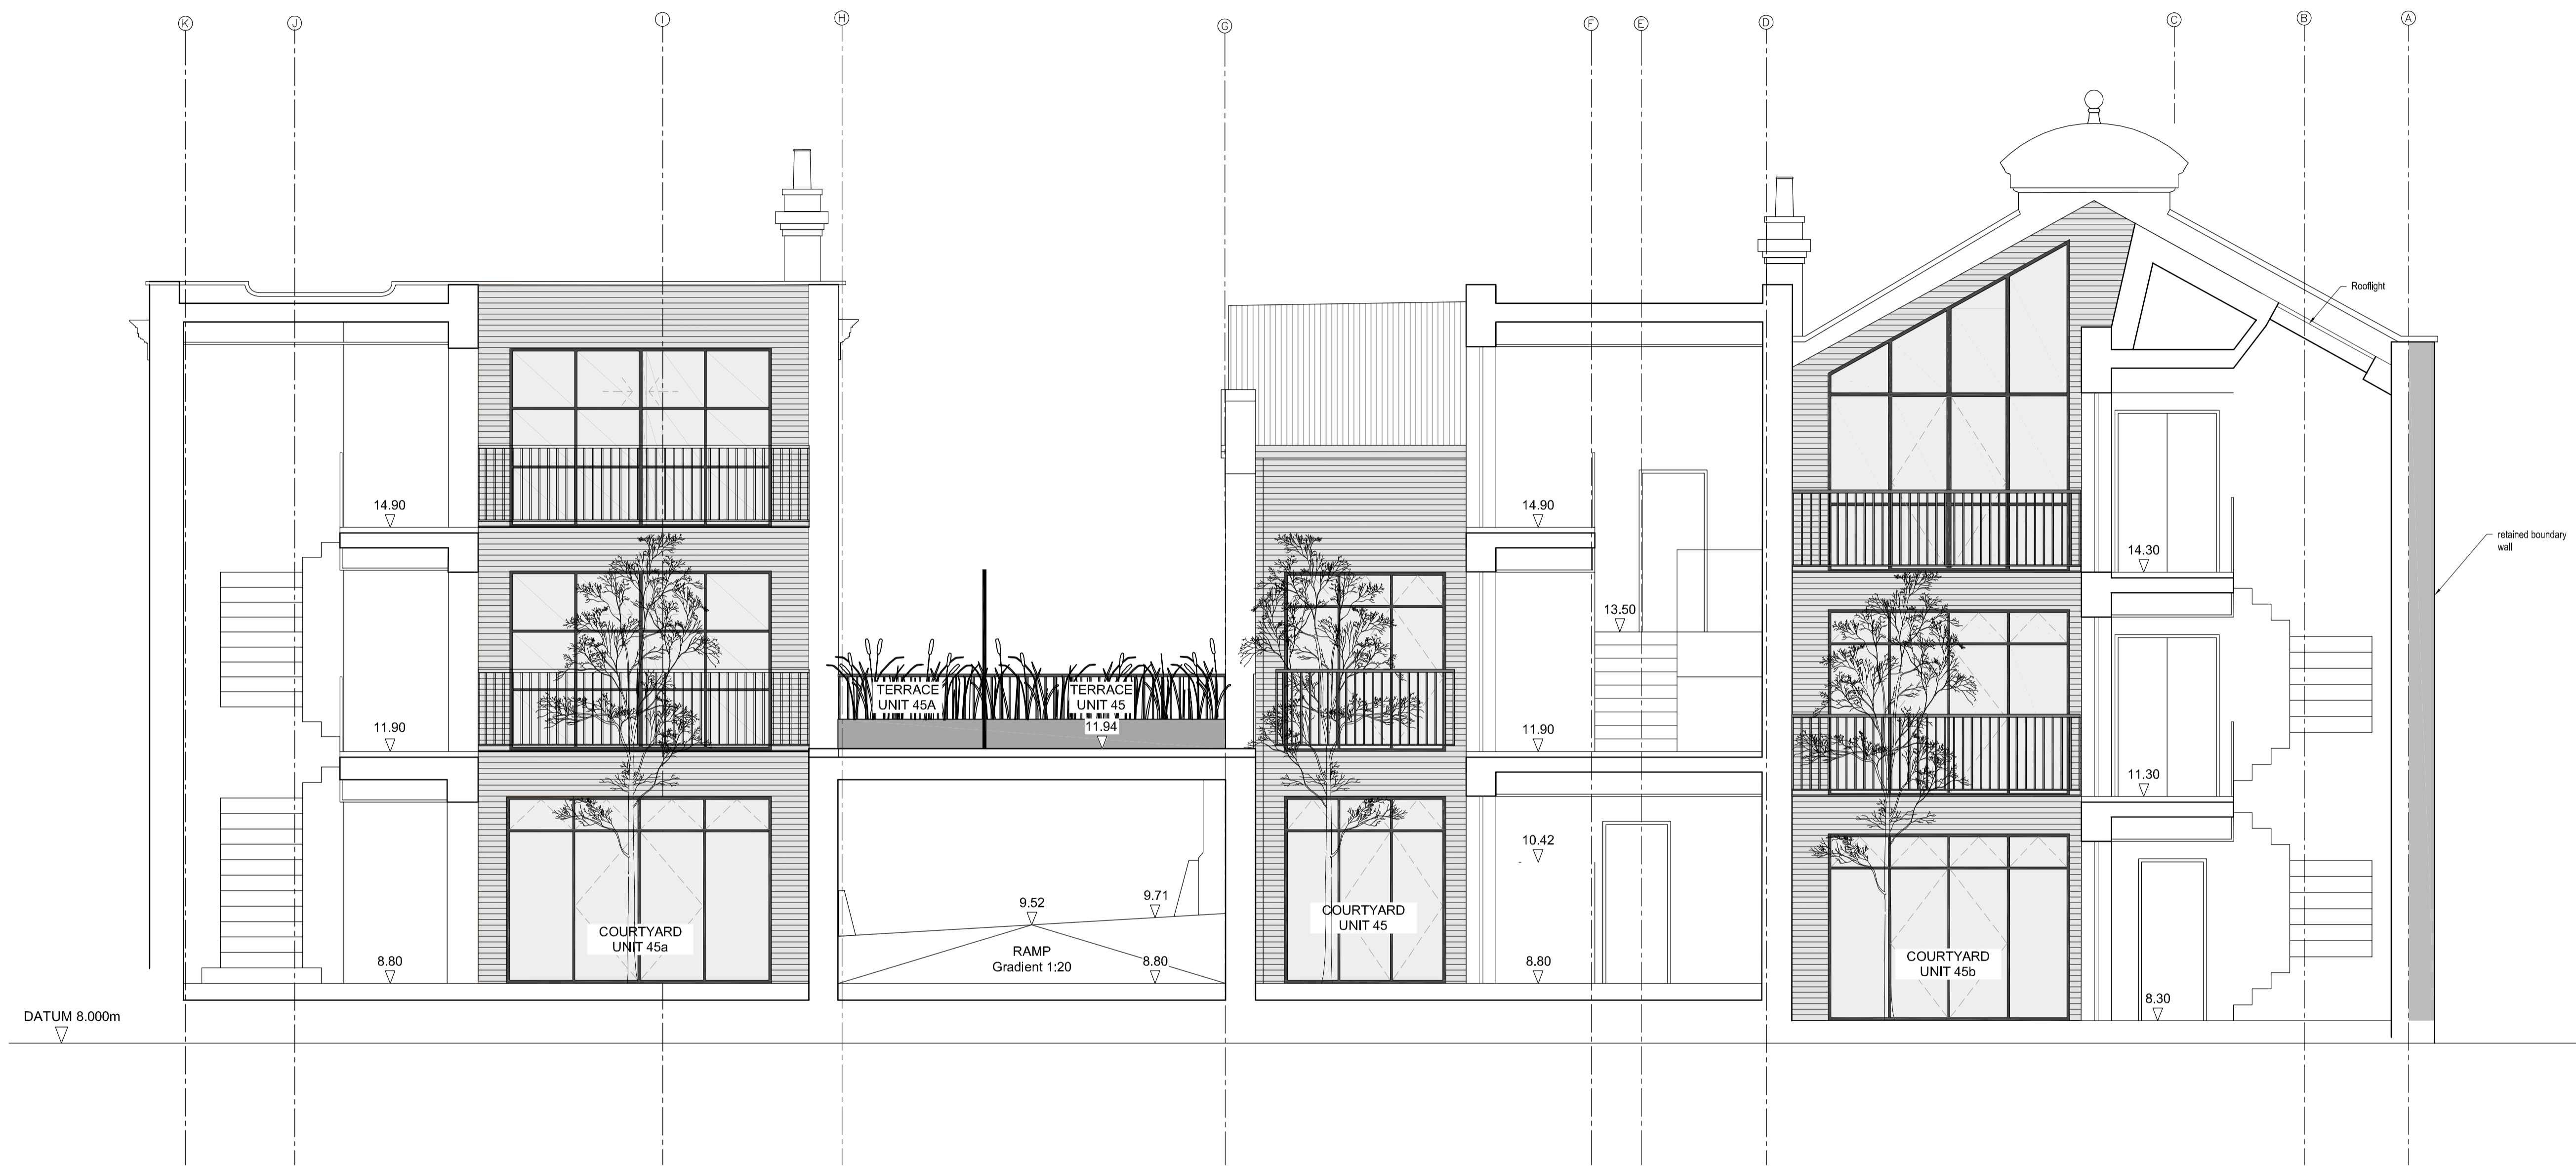 K
J
I
H
G
F
E
D
C
B
A
Rooflight
14.90
14.90
retained boundary
wall
14.30
13.50
TERRACE
UNIT 45A
TERRACE
UNIT 45
11.94
11.90
11.90
11.30
10.42
9.52
9.71
COURTYARD
UNIT 45a
COURTYARD
UNIT 45
RAMP
Gradient 1:20
COURTYARD
UNIT 45b
8.80
8.80
8.80
8.30
DATUM 8.000m